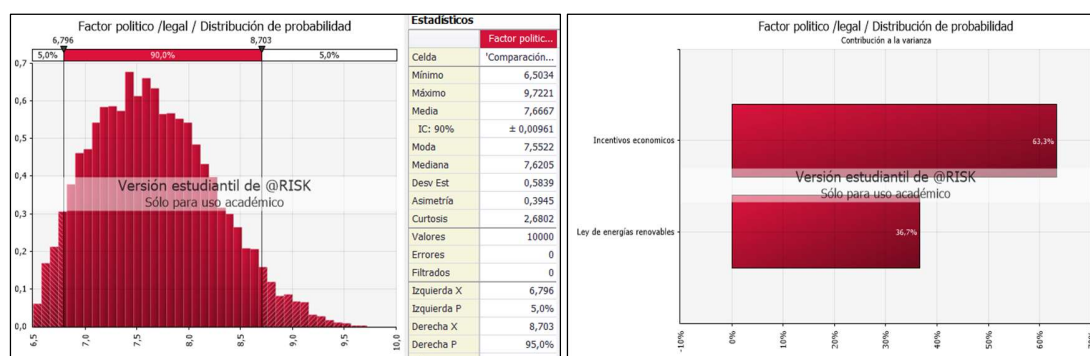 Factor politico /legal / Distribución de probabilidad
6,796
8,703
5,0%
90,0%
5,0%
0,7
0,6
0,5
0,4
0,3
0,2
0,1
0,0
6,5
7,0
7,5
8,0
8,5
9,0
9,5
10,0
Versión estudiantil de @RISK
Sólo para uso académico
Estadísticos
Factor politic...
Celda 'Comparación...
Mínimo 6,5034
Máximo 9,7221
Media 7,6667
IC: 90% ± 0,00961
Moda 7,5522
Mediana 7,6205
Desv Est 0,5839
Asimetría 0,3945
Curtosis 2,6802
Valores 10000
Errores 0
Filtrados 0
Izquierda X 6,796
Izquierda P 5,0%
Derecha X 8,703
Derecha P 95,0%
Factor politico /legal / Distribución de probabilidad
Contribución a la varianza
Incentivos economicos
63,3%
Versión estudiantil de @RISK
Sólo para uso académico
Ley de energías renovables
36,7%
-10%
0%
10%
20%
30%
40%
50%
60%